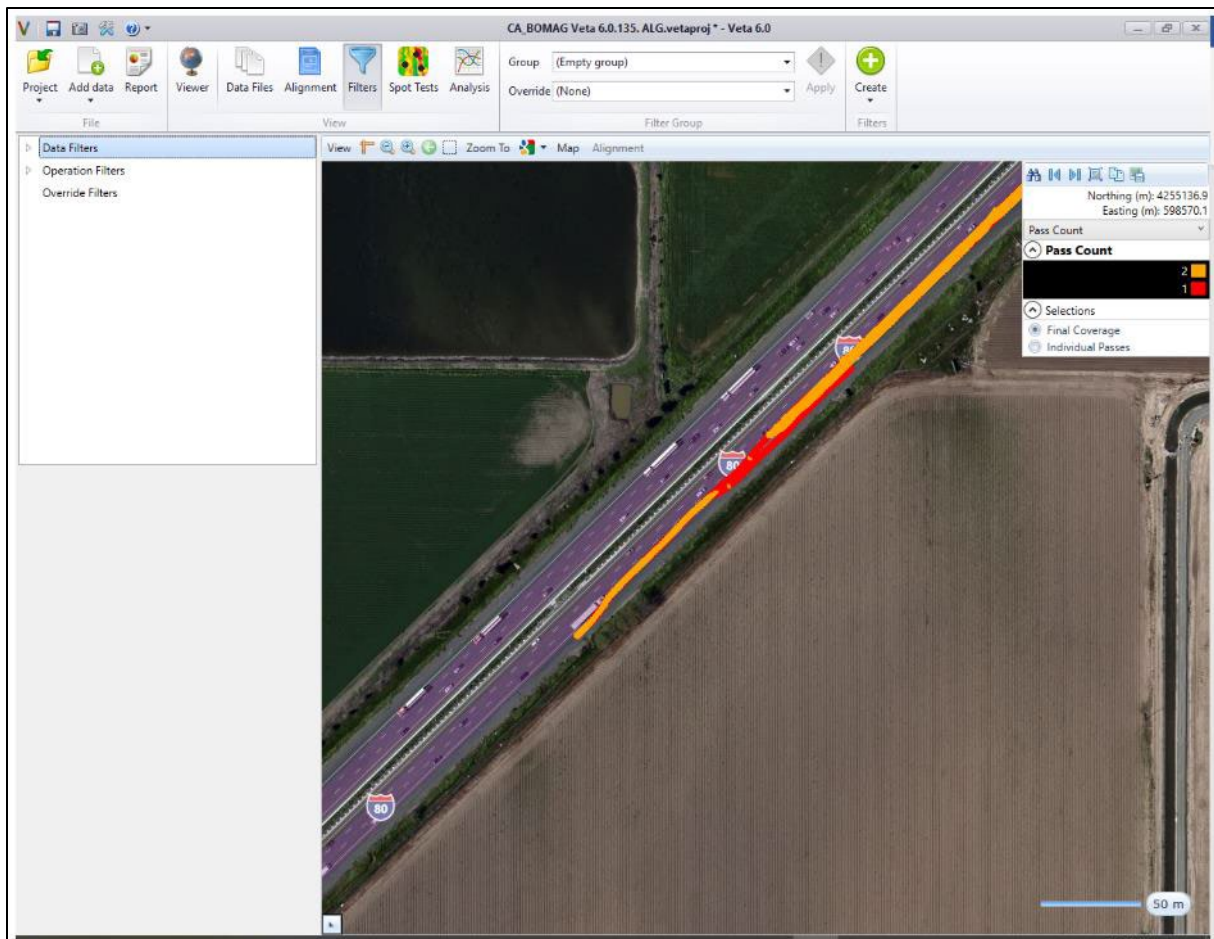 CA_BOMAG Veta 6.0.135. ALG.vetaproj * - Veta 6.0
Project
Add data
Report
Viewer
Data Files
Alignment
Filters
Spot Tests
Analysis
Group (Empty group)
Override (None)
Apply
Create
File
View
Filter Group
Filters
Data Filters
Operation Filters
Override Filters
View
Zoom To
Map
Alignment
Northing (m): 4255136.9
Easting (m): 598570.1
Pass Count
Pass Count
2
1
Selections
Final Coverage
Individual Passes
80
80
80
50 m